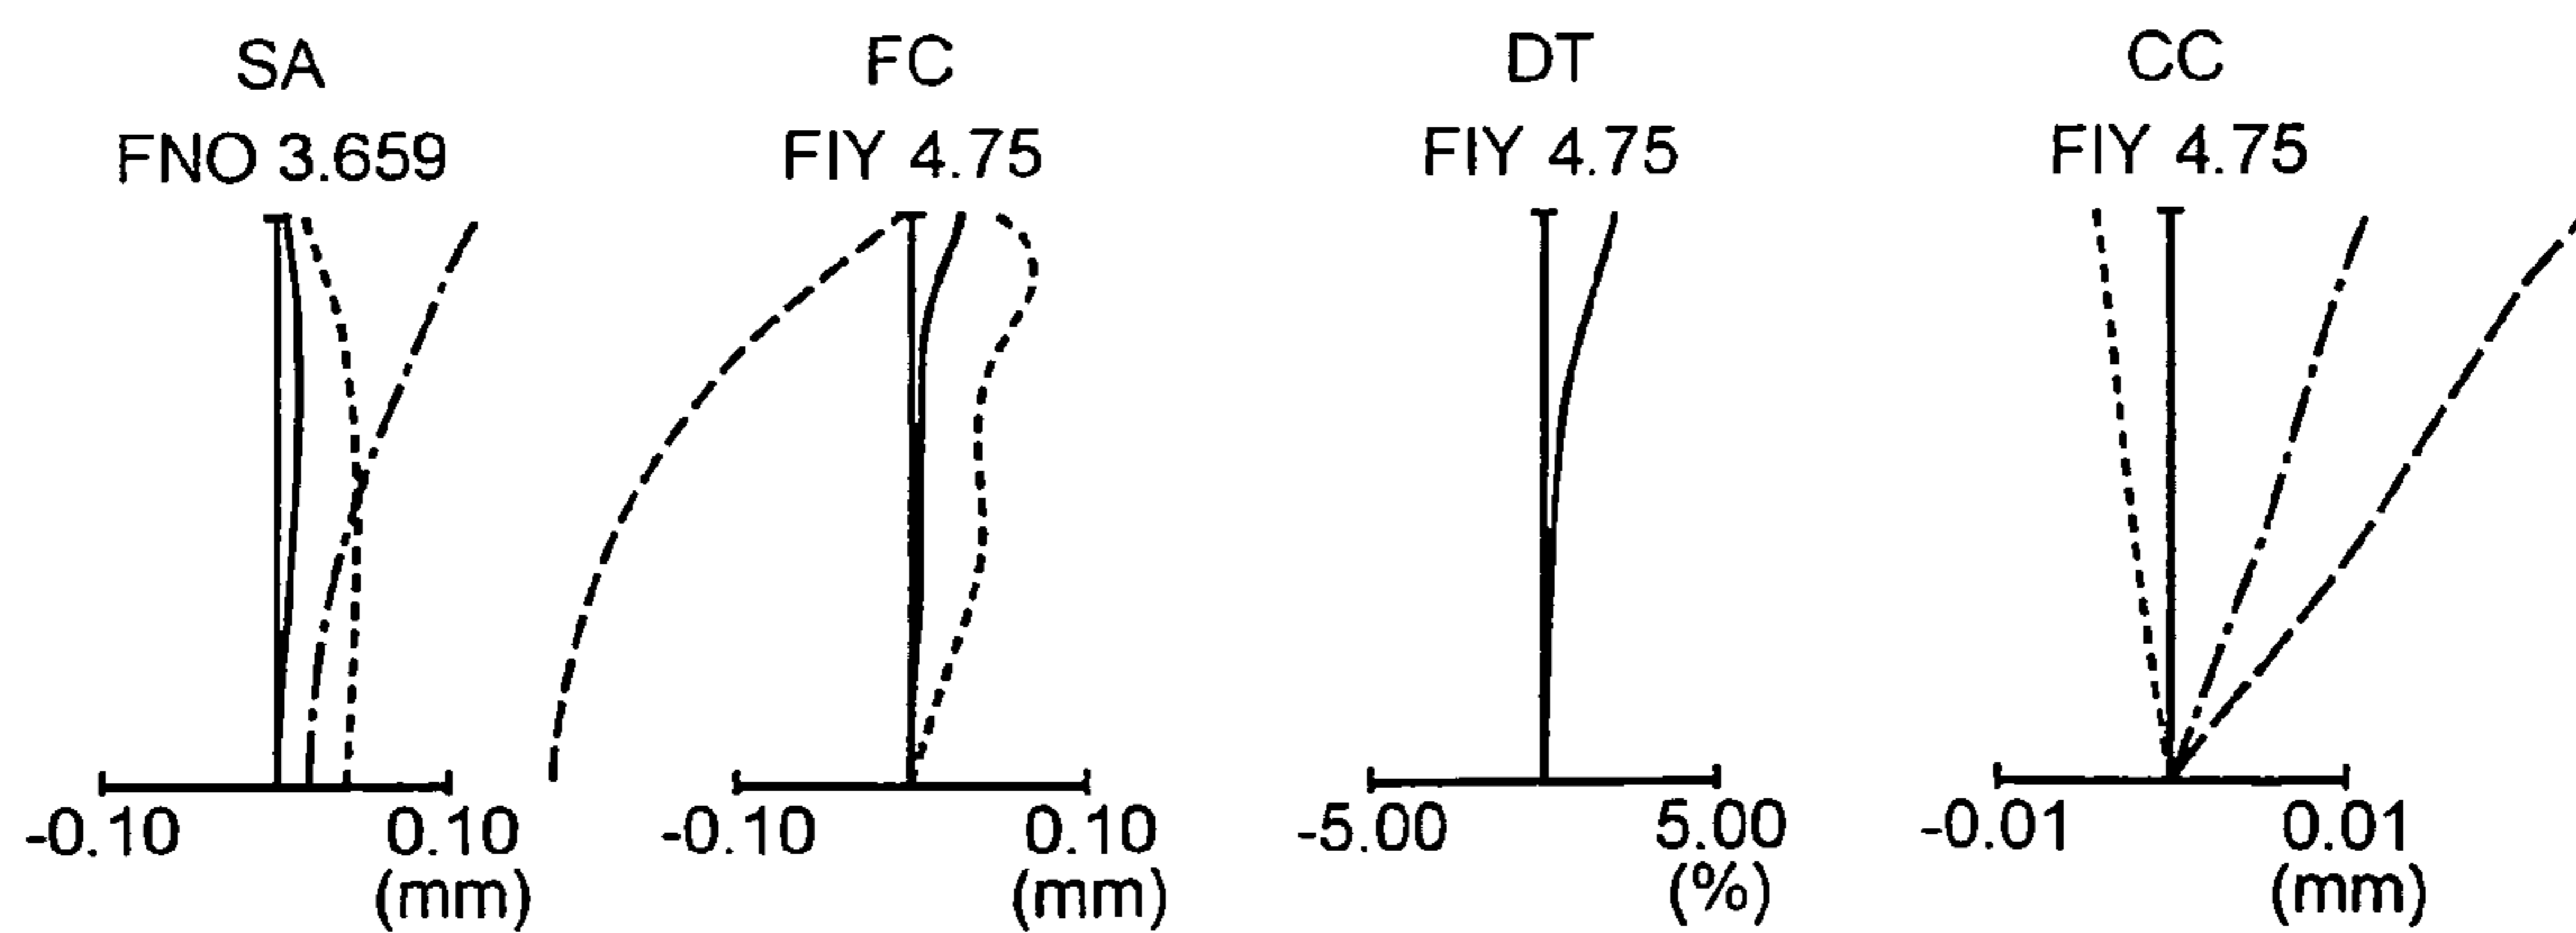 SA FC DT CC
FNO 3.659 FIY 4.75 FIY 4.75 FIY 4.75
-0.10 0.10 -0.10 0.10 -5.00 5.00 -0.01 0.01
(mm) (mm) (%) (mm)